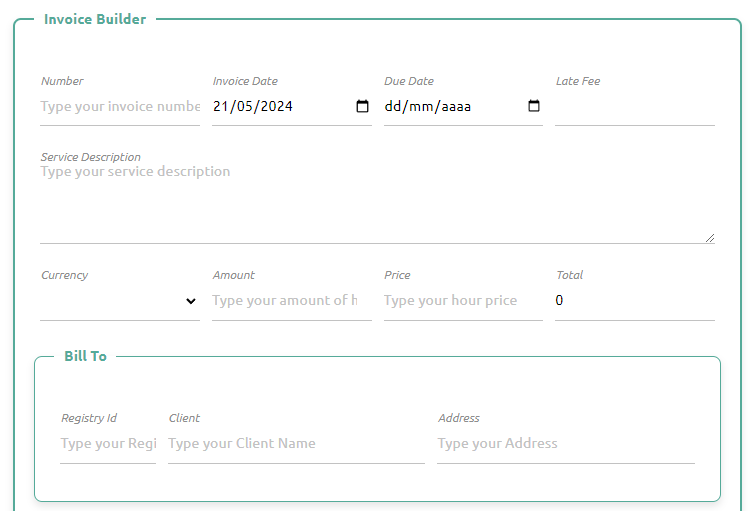 Invoice Builder
Number Invoice Date Due Date Late Fee
Type your invoice numbe 21/05/2024 dd/mm/aaaa
Service Description
Type your service description
Currency Amount Price Total
Type your amount of h Type your hour price 0
Bill To
Registry Id Client Address
Type your Regi Type your Client Name Type your Address